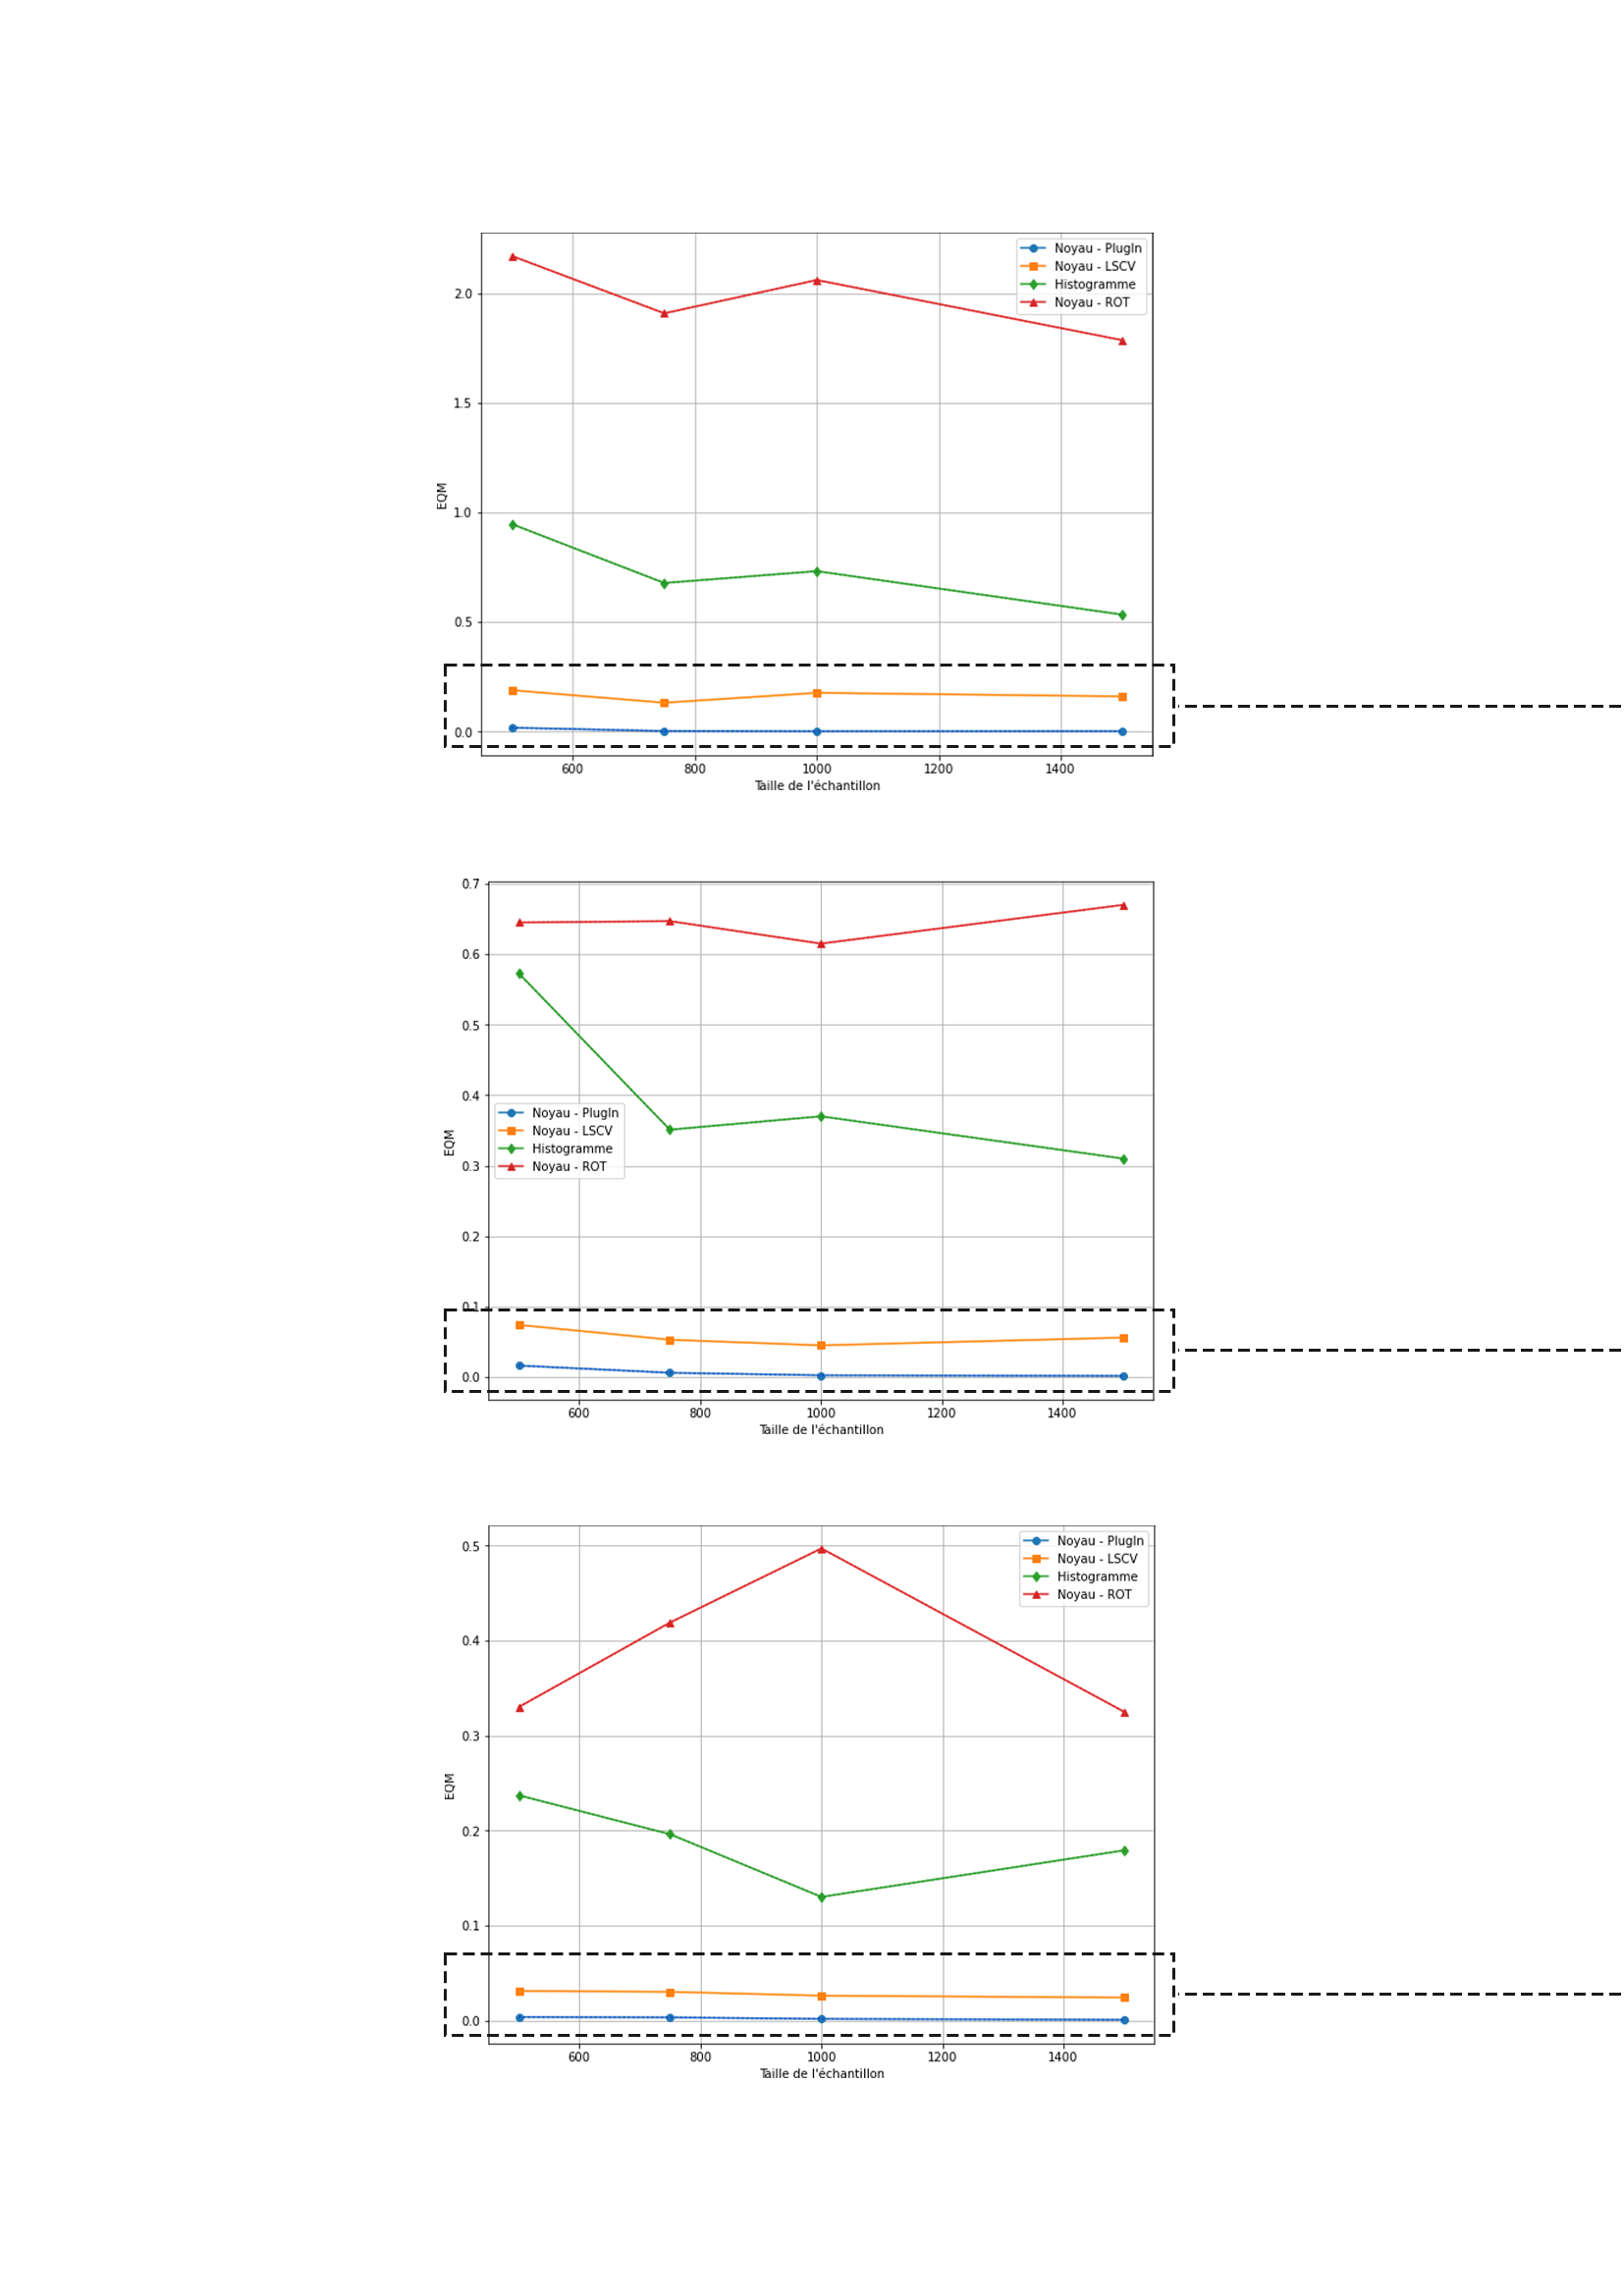 Noyau - PlugIn
Noyau - LSCV
Histogramme
Noyau - ROT
2.0
1.5
1.0
0.5
0.0
EQM
600 800 1000 1200 1400
Taille de l'échantillon
0.7
0.6
0.5
0.4
0.3
0.2
0.1
0.0
EQM
Noyau - PlugIn
Noyau - LSCV
Histogramme
Noyau - ROT
600 800 1000 1200 1400
Taille de l'échantillon
Noyau - PlugIn
Noyau - LSCV
Histogramme
Noyau - ROT
0.5
0.4
0.3
0.2
0.1
0.0
EQM
600 800 1000 1200 1400
Taille de l'échantillon